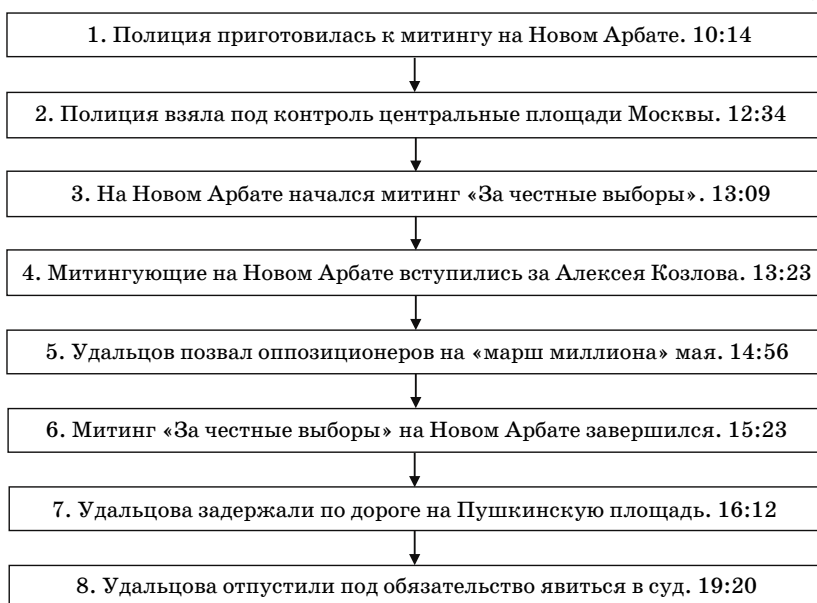 1. Полиция приготовилась к митингу на Новом Арбате. 10:14
2. Полиция взяла под контроль центральные площади Москвы. 12:34
3. На Новом Арбате начался митинг «За честные выборы». 13:09
4. Митингующие на Новом Арбате вступились за Алексея Козлова. 13:23
5. Удальцов позвал оппозиционеров на «марш миллиона» мая. 14:56
6. Митинг «За честные выборы» на Новом Арбате завершился. 15:23
7. Удальцова задержали по дороге на Пушкинскую площадь. 16:12
8. Удальцова отпустили под обязательство явиться в суд. 19:20